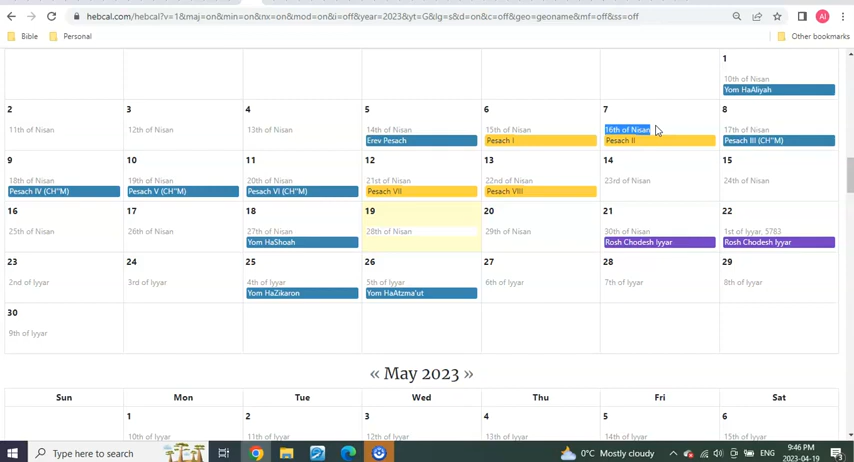 hebcal.com/hebcal?v=1&maj=on&min=on&nx=on&mod=on&i=off&year=2023&yt=G&lg=s&d=on&c=off&geo=geoname&mf=off&ss=off
AI
Bible Personal Other bookmarks
1
10th of Nisan
Yom HaAliyah
2 3 4 5 6 7 8
11th of Nisan 12th of Nisan 13th of Nisan 14th of Nisan 15th of Nisan 16th of Nisan 17th of Nisan
Erev Pesach Pesach I Pesach II Pesach III (CH"M)
9 10 11 12 13 14 15
18th of Nisan 19th of Nisan 20th of Nisan 21st of Nisan 22nd of Nisan 23rd of Nisan 24th of Nisan
Pesach IV (CH"M) Pesach V (CH"M) Pesach VI (CH"M) Pesach VII Pesach VIII
16 17 18 19 20 21 22
25th of Nisan 26th of Nisan 27th of Nisan 28th of Nisan 29th of Nisan 30th of Nisan 1st of Iyyar, 5783
Yom HaShoah Rosh Chodesh Iyyar Rosh Chodesh Iyyar
23 24 25 26 27 28 29
2nd of Iyyar 3rd of Iyyar 4th of Iyyar 5th of Iyyar 6th of Iyyar 7th of Iyyar 8th of Iyyar
Yom HaZikaron Yom HaAtzma'ut
30
9th of Iyyar
« May 2023 »
Sun Mon Tue Wed Thu Fri Sat
1 2 3 4 5 6
10th of Iyyar 11th of Iyyar 12th of Iyyar 13th of Iyyar 14th of Iyyar 15th of Iyyar
Type here to search 0°C Mostly cloudy ENG 9:46 PM
2023-04-19 3